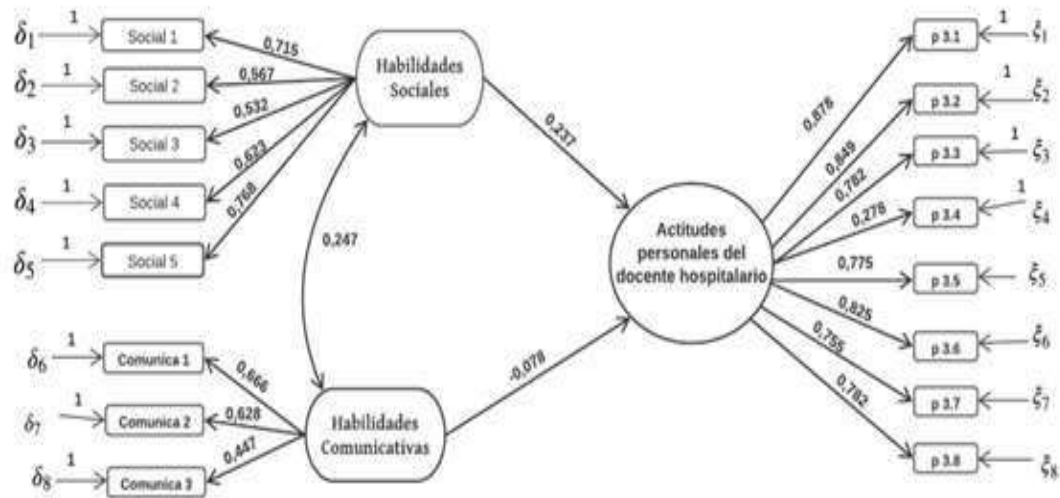 δ1 1 Social 1
δ2 1 Social 2
δ3 1 Social 3
δ4 1 Social 4
δ5 1 Social 5
0,715
0,567
0,532
0,623
0,768
Habilidades
Sociales
0,247
δ6 1 Comunica 1
δ7 1 Comunica 2
δ8 1 Comunica 3
0,666
0,628
0,447
Habilidades
Comunicativas
0,237
-0,078
Actitudes
personales del
docente hospitalario
0,878
0,849
0,782
0,278
0,775
0,825
0,755
0,782
p 3.1 1 ξ1
p 3.2 1 ξ2
p 3.3 1 ξ3
p 3.4 1 ξ4
p 3.5 ξ5
p 3.6 ξ6
p 3.7 ξ7
p 3.8 ξ8